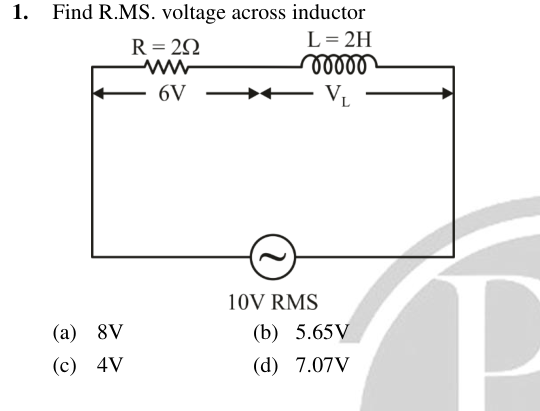 1. Find R.MS. voltage across inductor
R = 2Ω L = 2H
6V V_L
~
10V RMS
(a) 8V (b) 5.65V
(c) 4V (d) 7.07V
P